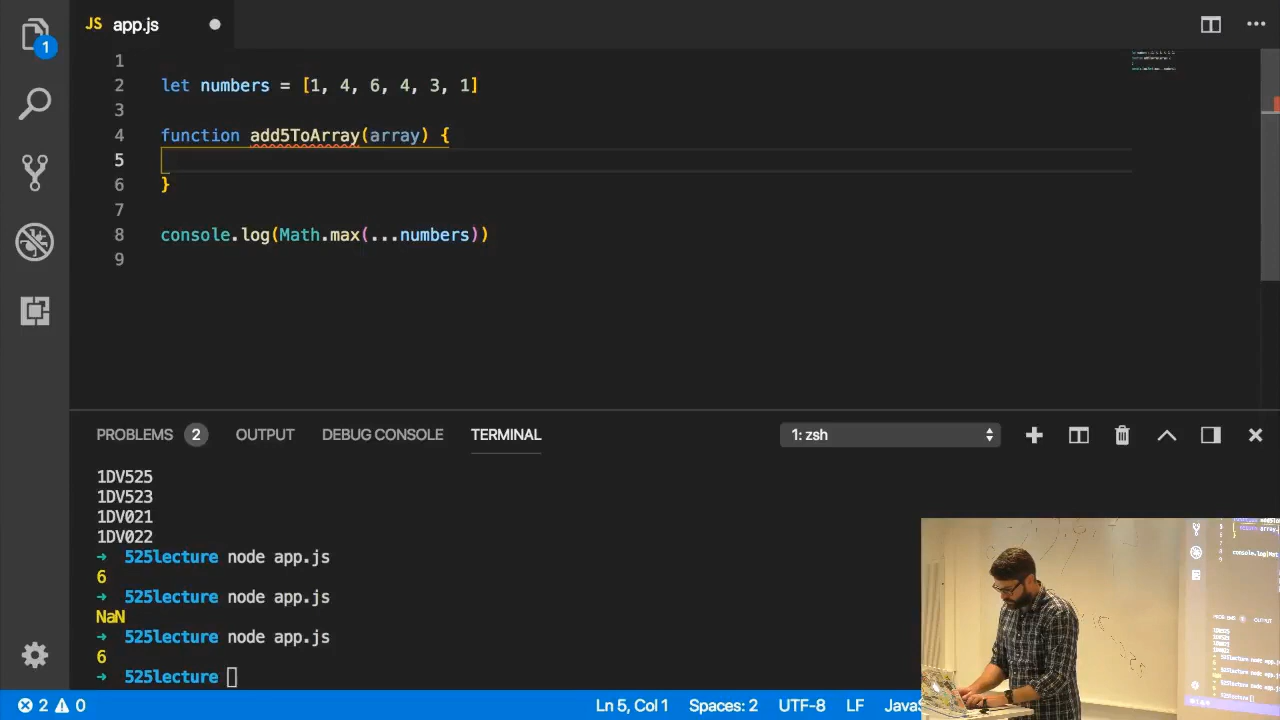 1
JS app.js
1
2 let numbers = [1, 4, 6, 4, 3, 1]
3
4 function add5ToArray(array) {
5
6 }
7
8 console.log(Math.max(...numbers))
9
PROBLEMS 2 OUTPUT DEBUG CONSOLE TERMINAL 1: zsh
1DV525
1DV523
1DV021
1DV022
→ 525lecture node app.js
6
→ 525lecture node app.js
NaN
→ 525lecture node app.js
6
→ 525lecture
2 0 Ln 5, Col 1 Spaces: 2 UTF-8 LF JavaS